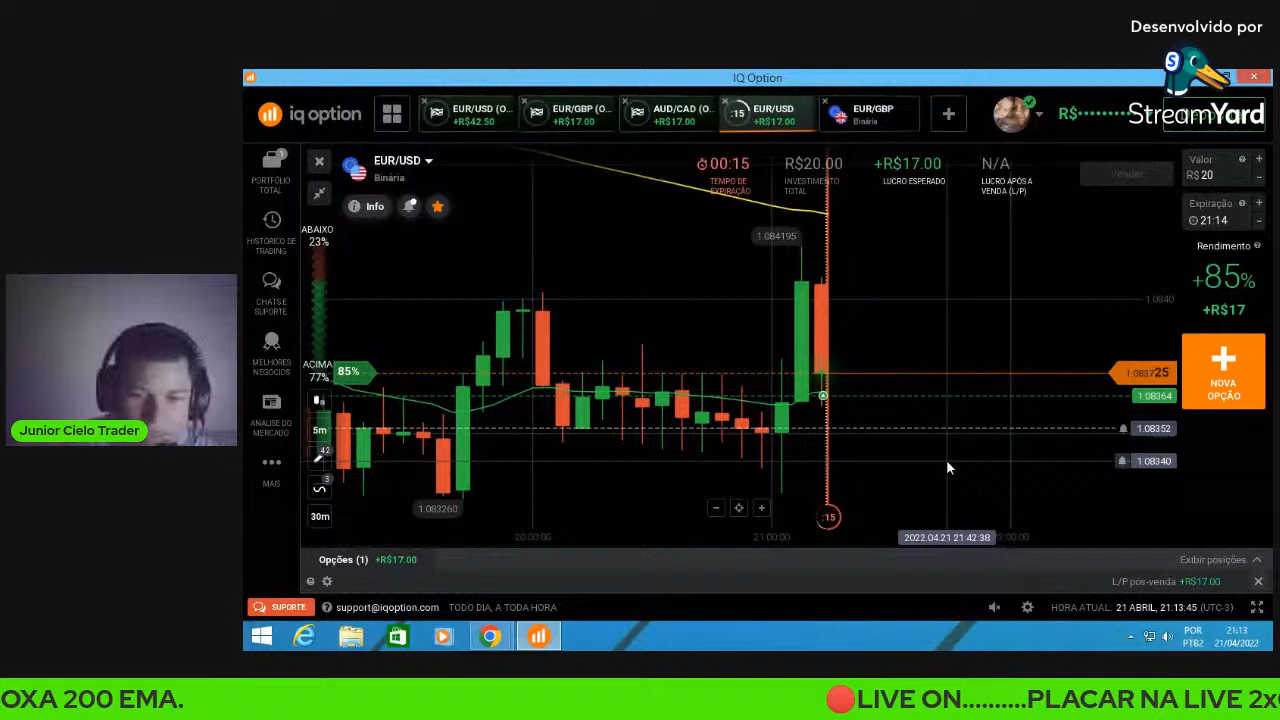 Desenvolvido por
StreamYard
IQ Option
iq option
EUR/USD (O...
+R$42.50
EUR/GBP (O...
+R$17.00
AUD/CAD (O...
+R$17.00
:15
EUR/USD
+R$17.00
EUR/GBP
Binária
R$
PORTFÓLIO TOTAL
1
HISTÓRICO DE TRADING
CHATS E SUPORTE
MELHORES NEGÓCIOS
ANÁLISE DO MERCADO
MAIS
EUR/USD
Binária
Info
00:15
TEMPO DE EXPIRAÇÃO
R$20.00
INVESTIMENTO TOTAL
+R$17.00
LUCRO ESPERADO
N/A
LUCRO APÓS A VENDA (L/P)
Vender
Valor
R$ 20
Expiração
21:14
Rendimento
+85%
+R$17
NOVA OPÇÃO
ABAIXO
23%
ACIMA
77%
85%
5m
42
3
30m
1.084195
1.083260
1.0840
1.083725
1.08364
1.08352
1.08340
:15
20:00:00
21:00:00
2022.04.21 21:42:38
Opções (1) +R$17.00
Exibir posições
L/P pós-venda +R$17.00
SUPORTE
support@iqoption.com
TODO DIA, A TODA HORA
HORA ATUAL: 21 ABRIL, 21:13:45 (UTC-3)
POR
PTB2
21:13
21/04/2022
Junior Cielo Trader
OXA 200 EMA.
LIVE ON..........PLACAR NA LIVE 2x